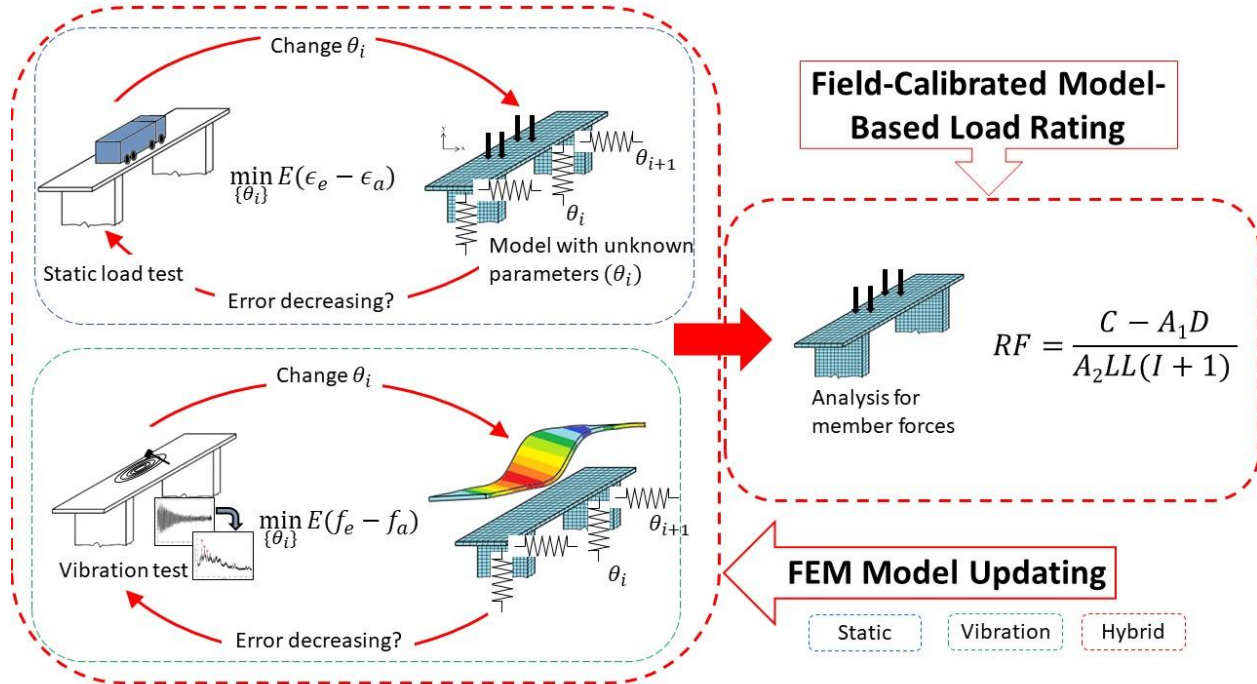 Change θᵢ
min E(ϵₑ − ϵₐ)
{θᵢ}
θᵢ₊₁
θᵢ
Static load test
Model with unknown
parameters (θᵢ)
Error decreasing?
Change θᵢ
min E(fₑ − fₐ)
{θᵢ}
θᵢ₊₁
θᵢ
Vibration test
Error decreasing?
Field-Calibrated Model-
Based Load Rating
Analysis for
member forces
RF = (C − A₁D) / (A₂LL(I + 1))
FEM Model Updating
Static
Vibration
Hybrid